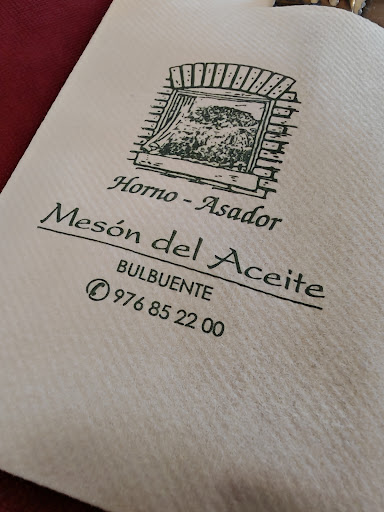 Horno - Asador
Mesón del Aceite
BULBUENTE
✆ 976 85 22 00